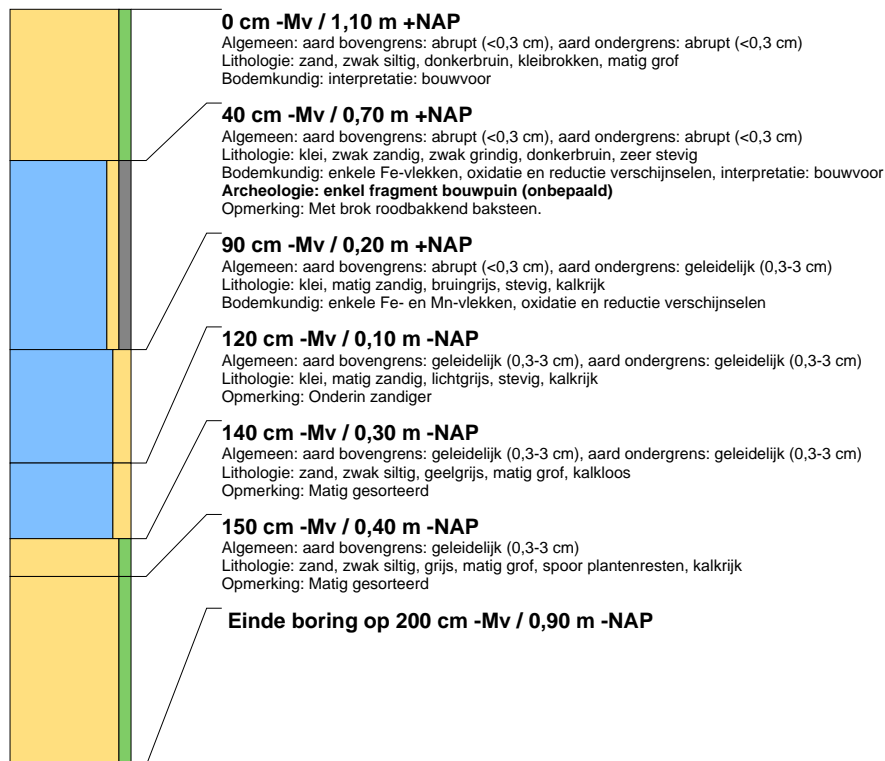 0 cm -Mv / 1,10 m +NAP
Algemeen: aard bovengrens: abrupt (<0,3 cm), aard ondergrens: abrupt (<0,3 cm)
Lithologie: zand, zwak siltig, donkerbruin, kleibrokken, matig grof
Bodemkundig: interpretatie: bouwvoor
40 cm -Mv / 0,70 m +NAP
Algemeen: aard bovengrens: abrupt (<0,3 cm), aard ondergrens: abrupt (<0,3 cm)
Lithologie: klei, zwak zandig, zwak grindig, donkerbruin, zeer stevig
Bodemkundig: enkele Fe-vlekken, oxidatie en reductie verschijnselen, interpretatie: bouwvoor
Archeologie: enkel fragment bouwpuin (onbepaald)
Opmerking: Met brok roodbakkend baksteen.
90 cm -Mv / 0,20 m +NAP
Algemeen: aard bovengrens: abrupt (<0,3 cm), aard ondergrens: geleidelijk (0,3-3 cm)
Lithologie: klei, matig zandig, bruingrijs, stevig, kalkrijk
Bodemkundig: enkele Fe- en Mn-vlekken, oxidatie en reductie verschijnselen
120 cm -Mv / 0,10 m -NAP
Algemeen: aard bovengrens: geleidelijk (0,3-3 cm), aard ondergrens: geleidelijk (0,3-3 cm)
Lithologie: klei, matig zandig, lichtgrijs, stevig, kalkrijk
Opmerking: Onderin zandiger
140 cm -Mv / 0,30 m -NAP
Algemeen: aard bovengrens: geleidelijk (0,3-3 cm), aard ondergrens: geleidelijk (0,3-3 cm)
Lithologie: zand, zwak siltig, geelgrijs, matig grof, kalkloos
Opmerking: Matig gesorteerd
150 cm -Mv / 0,40 m -NAP
Algemeen: aard bovengrens: geleidelijk (0,3-3 cm)
Lithologie: zand, zwak siltig, grijs, matig grof, spoor plantenresten, kalkrijk
Opmerking: Matig gesorteerd
Einde boring op 200 cm -Mv / 0,90 m -NAP